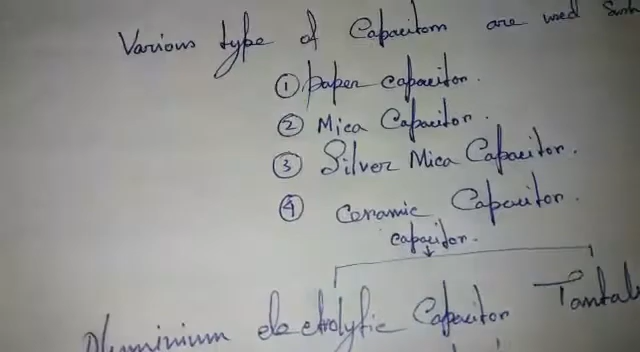 Various type of Capacitors are used Such
① paper capacitor.
② Mica Capacitor.
③ Silver Mica Capacitor.
④ Ceramic Capacitor.
capacitor.
Aluminium electrolytic Capacitor Tantal